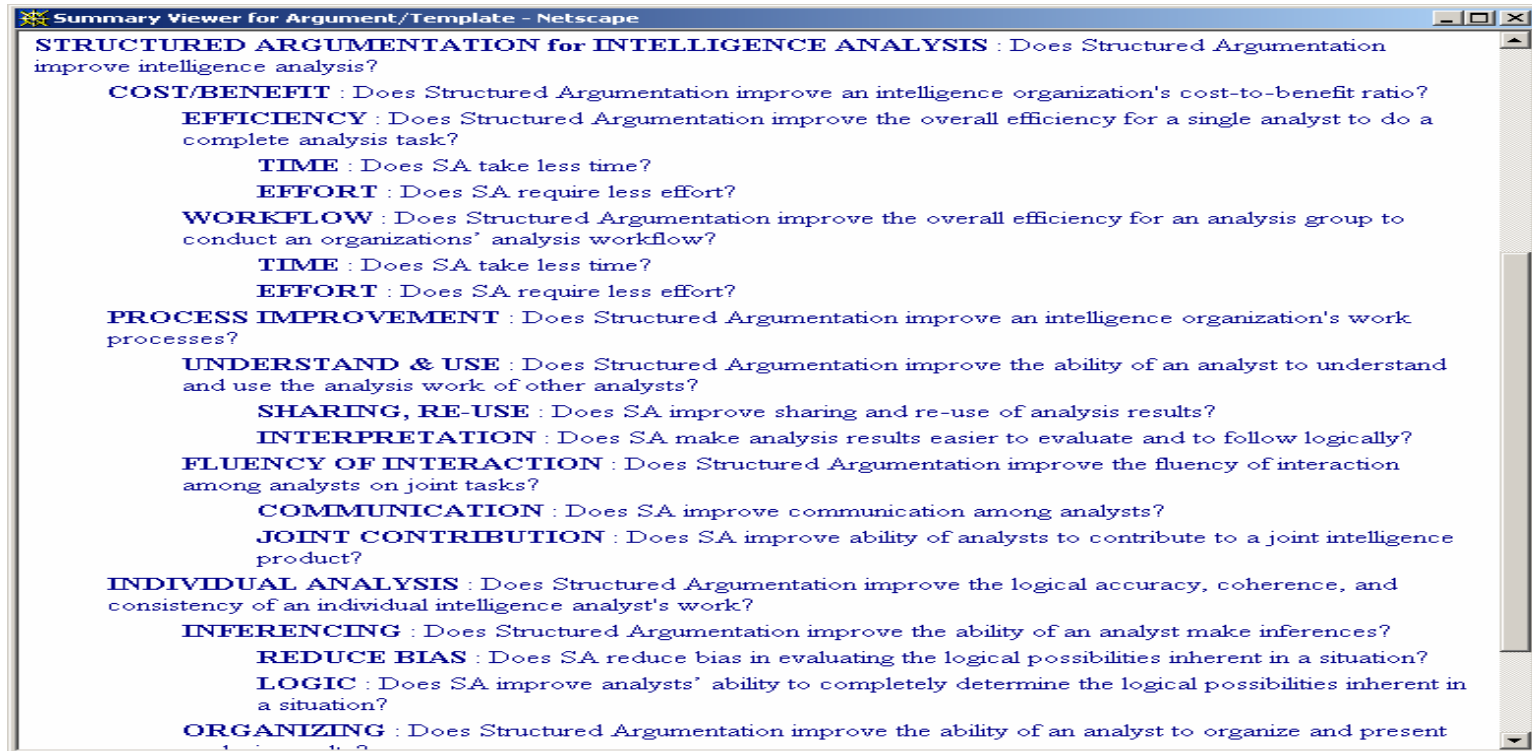 Summary Viewer for Argument/Template - Netscape
STRUCTURED ARGUMENTATION for INTELLIGENCE ANALYSIS : Does Structured Argumentation
improve intelligence analysis?
COST/BENEFIT : Does Structured Argumentation improve an intelligence organization's cost-to-benefit ratio?
EFFICIENCY : Does Structured Argumentation improve the overall efficiency for a single analyst to do a
complete analysis task?
TIME : Does SA take less time?
EFFORT : Does SA require less effort?
WORKFLOW : Does Structured Argumentation improve the overall efficiency for an analysis group to
conduct an organizations’ analysis workflow?
TIME : Does SA take less time?
EFFORT : Does SA require less effort?
PROCESS IMPROVEMENT : Does Structured Argumentation improve an intelligence organization's work
processes?
UNDERSTAND & USE : Does Structured Argumentation improve the ability of an analyst to understand
and use the analysis work of other analysts?
SHARING, RE-USE : Does SA improve sharing and re-use of analysis results?
INTERPRETATION : Does SA make analysis results easier to evaluate and to follow logically?
FLUENCY OF INTERACTION : Does Structured Argumentation improve the fluency of interaction
among analysts on joint tasks?
COMMUNICATION : Does SA improve communication among analysts?
JOINT CONTRIBUTION : Does SA improve ability of analysts to contribute to a joint intelligence
product?
INDIVIDUAL ANALYSIS : Does Structured Argumentation improve the logical accuracy, coherence, and
consistency of an individual intelligence analyst's work?
INFERENCING : Does Structured Argumentation improve the ability of an analyst make inferences?
REDUCE BIAS : Does SA reduce bias in evaluating the logical possibilities inherent in a situation?
LOGIC : Does SA improve analysts’ ability to completely determine the logical possibilities inherent in
a situation?
ORGANIZING : Does Structured Argumentation improve the ability of an analyst to organize and present